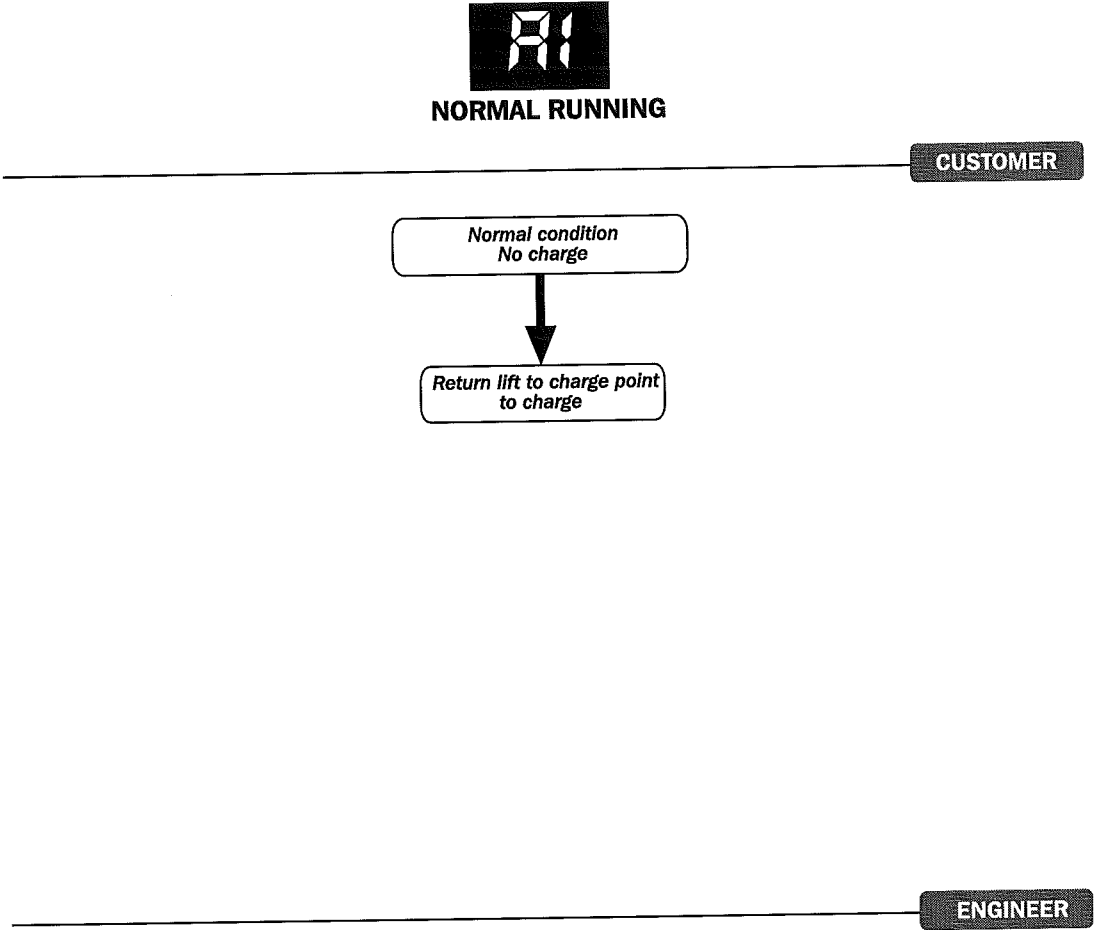 A1
NORMAL RUNNING
CUSTOMER
Normal condition
No charge
Return lift to charge point
to charge
ENGINEER